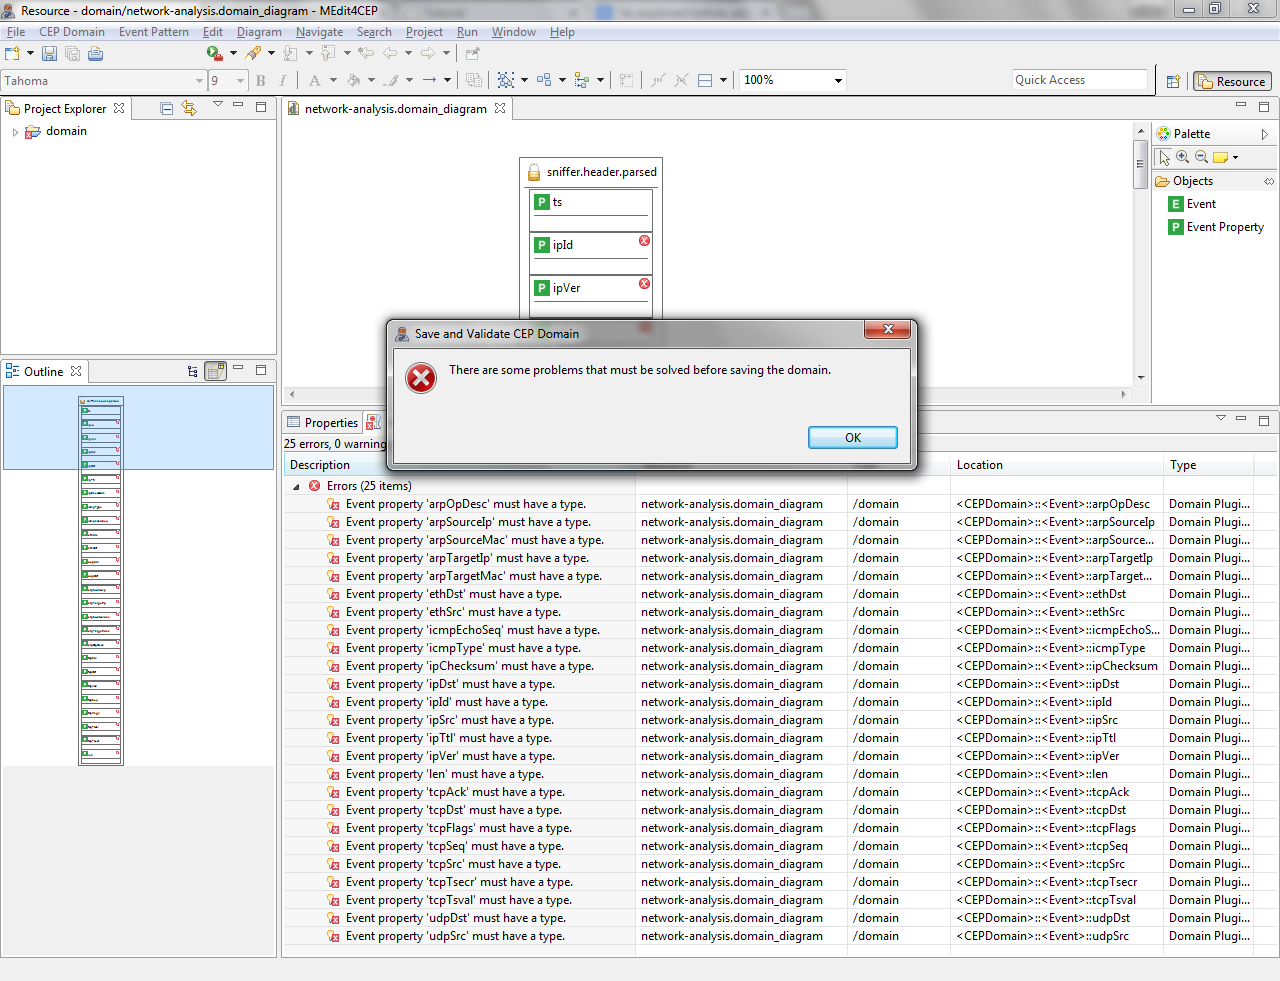 Resource - domain/network-analysis.domain_diagram - MEdit4CEP
File CEP Domain Event Pattern Edit Diagram Navigate Search Project Run Window Help
Tahoma 9 B I A 100% Quick Access Resource
Project Explorer
domain
network-analysis.domain_diagram
sniffer.header.parsed
P ts
P ipId
P ipVer
Palette
Objects
E Event
P Event Property
Save and Validate CEP Domain
There are some problems that must be solved before saving the domain.
OK
Outline
Properties
25 errors, 0 warning
Description Location Type
Errors (25 items)
Event property 'arpOpDesc' must have a type. network-analysis.domain_diagram /domain <CEPDomain>::<Event>::arpOpDesc Domain Plugi...
Event property 'arpSourceIp' must have a type. network-analysis.domain_diagram /domain <CEPDomain>::<Event>::arpSourceIp Domain Plugi...
Event property 'arpSourceMac' must have a type. network-analysis.domain_diagram /domain <CEPDomain>::<Event>::arpSource... Domain Plugi...
Event property 'arpTargetIp' must have a type. network-analysis.domain_diagram /domain <CEPDomain>::<Event>::arpTargetIp Domain Plugi...
Event property 'arpTargetMac' must have a type. network-analysis.domain_diagram /domain <CEPDomain>::<Event>::arpTarget... Domain Plugi...
Event property 'ethDst' must have a type. network-analysis.domain_diagram /domain <CEPDomain>::<Event>::ethDst Domain Plugi...
Event property 'ethSrc' must have a type. network-analysis.domain_diagram /domain <CEPDomain>::<Event>::ethSrc Domain Plugi...
Event property 'icmpEchoSeq' must have a type. network-analysis.domain_diagram /domain <CEPDomain>::<Event>::icmpEchoS... Domain Plugi...
Event property 'icmpType' must have a type. network-analysis.domain_diagram /domain <CEPDomain>::<Event>::icmpType Domain Plugi...
Event property 'ipChecksum' must have a type. network-analysis.domain_diagram /domain <CEPDomain>::<Event>::ipChecksum Domain Plugi...
Event property 'ipDst' must have a type. network-analysis.domain_diagram /domain <CEPDomain>::<Event>::ipDst Domain Plugi...
Event property 'ipId' must have a type. network-analysis.domain_diagram /domain <CEPDomain>::<Event>::ipId Domain Plugi...
Event property 'ipSrc' must have a type. network-analysis.domain_diagram /domain <CEPDomain>::<Event>::ipSrc Domain Plugi...
Event property 'ipTtl' must have a type. network-analysis.domain_diagram /domain <CEPDomain>::<Event>::ipTtl Domain Plugi...
Event property 'ipVer' must have a type. network-analysis.domain_diagram /domain <CEPDomain>::<Event>::ipVer Domain Plugi...
Event property 'len' must have a type. network-analysis.domain_diagram /domain <CEPDomain>::<Event>::len Domain Plugi...
Event property 'tcpAck' must have a type. network-analysis.domain_diagram /domain <CEPDomain>::<Event>::tcpAck Domain Plugi...
Event property 'tcpDst' must have a type. network-analysis.domain_diagram /domain <CEPDomain>::<Event>::tcpDst Domain Plugi...
Event property 'tcpFlags' must have a type. network-analysis.domain_diagram /domain <CEPDomain>::<Event>::tcpFlags Domain Plugi...
Event property 'tcpSeq' must have a type. network-analysis.domain_diagram /domain <CEPDomain>::<Event>::tcpSeq Domain Plugi...
Event property 'tcpSrc' must have a type. network-analysis.domain_diagram /domain <CEPDomain>::<Event>::tcpSrc Domain Plugi...
Event property 'tcpTsecr' must have a type. network-analysis.domain_diagram /domain <CEPDomain>::<Event>::tcpTsecr Domain Plugi...
Event property 'tcpTsval' must have a type. network-analysis.domain_diagram /domain <CEPDomain>::<Event>::tcpTsval Domain Plugi...
Event property 'udpDst' must have a type. network-analysis.domain_diagram /domain <CEPDomain>::<Event>::udpDst Domain Plugi...
Event property 'udpSrc' must have a type. network-analysis.domain_diagram /domain <CEPDomain>::<Event>::udpSrc Domain Plugi...